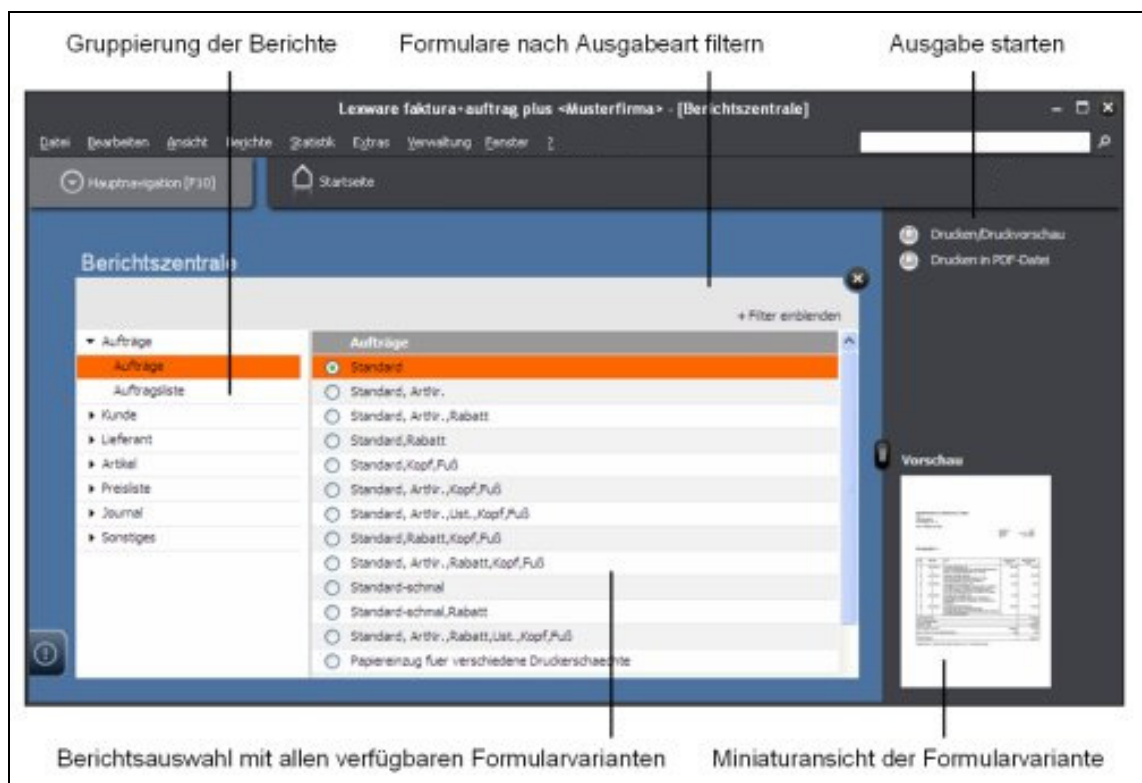 Gruppierung der Berichte
Formulare nach Ausgabeart filtern
Ausgabe starten
Lexware faktura+auftrag plus <Musterfirma> - [Berichtszentrale]
Datei Bearbeiten Ansicht Berichte Statistik Extras Verwaltung Fenster ?
Hauptnavigation [F10]
Startseite
Drucken/Druckvorschau
Drucken in PDF-Datei
Berichtszentrale
+ Filter einblenden
Aufträge
Aufträge
Auftragsliste
Kunde
Lieferant
Artikel
Preisliste
Journal
Sonstiges
Aufträge
Standard
Standard, ArtNr.
Standard, ArtNr.,Rabatt
Standard,Rabatt
Standard,Kopf,Fuß
Standard, ArtNr.,Kopf,Fuß
Standard, ArtNr.,Ust.,Kopf,Fuß
Standard,Rabatt,Kopf,Fuß
Standard, ArtNr.,Rabatt,Kopf,Fuß
Standard-schmal
Standard-schmal,Rabatt
Standard, ArtNr.,Rabatt,Ust.,Kopf,Fuß
Papiereinzug fuer verschiedene Druckerschaechte
Vorschau
Berichtsauswahl mit allen verfügbaren Formularvarianten
Miniaturansicht der Formularvariante